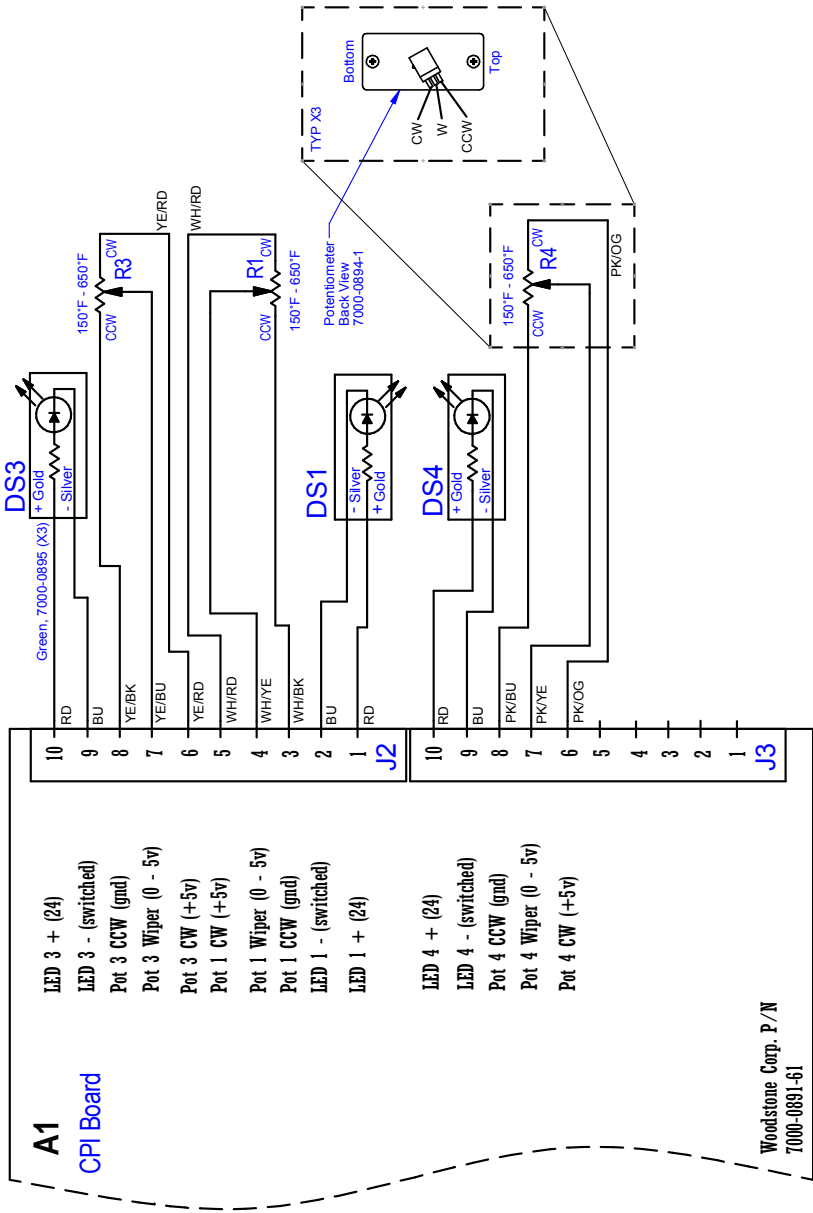 A1
CPI Board
LED 3 + (24)
LED 3 - (switched)
Pot 3 CCW (gnd)
Pot 3 Wiper (0 - 5v)
Pot 3 CW (+5v)
Pot 1 CW (+5v)
Pot 1 Wiper (0 - 5v)
Pot 1 CCW (gnd)
LED 1 - (switched)
LED 1 + (24)
LED 4 + (24)
LED 4 - (switched)
Pot 4 CCW (gnd)
Pot 4 Wiper (0 - 5v)
Pot 4 CW (+5v)
Woodstone Corp. P/N
7000-0891-61
10
9
8
7
6
5
4
3
2
1
J2
10
9
8
7
6
5
4
3
2
1
J3
RD
BU
YE/BK
YE/BU
YE/RD
WH/RD
WH/YE
WH/BK
BU
RD
RD
BU
PK/BU
PK/YE
PK/OG
Green, 7000-0895 (X3)
DS3
+ Gold
- Silver
DS1
- Silver
+ Gold
DS4
+ Gold
- Silver
150°F - 650°F
CCW
R3
CW
YE/RD
WH/RD
R1
CW
CCW
150°F - 650°F
150°F - 650°F
CCW
R4
CW
PK/OG
Potentiometer
Back View
7000-0894-1
TYP X3
Bottom
Top
CW
W
CCW